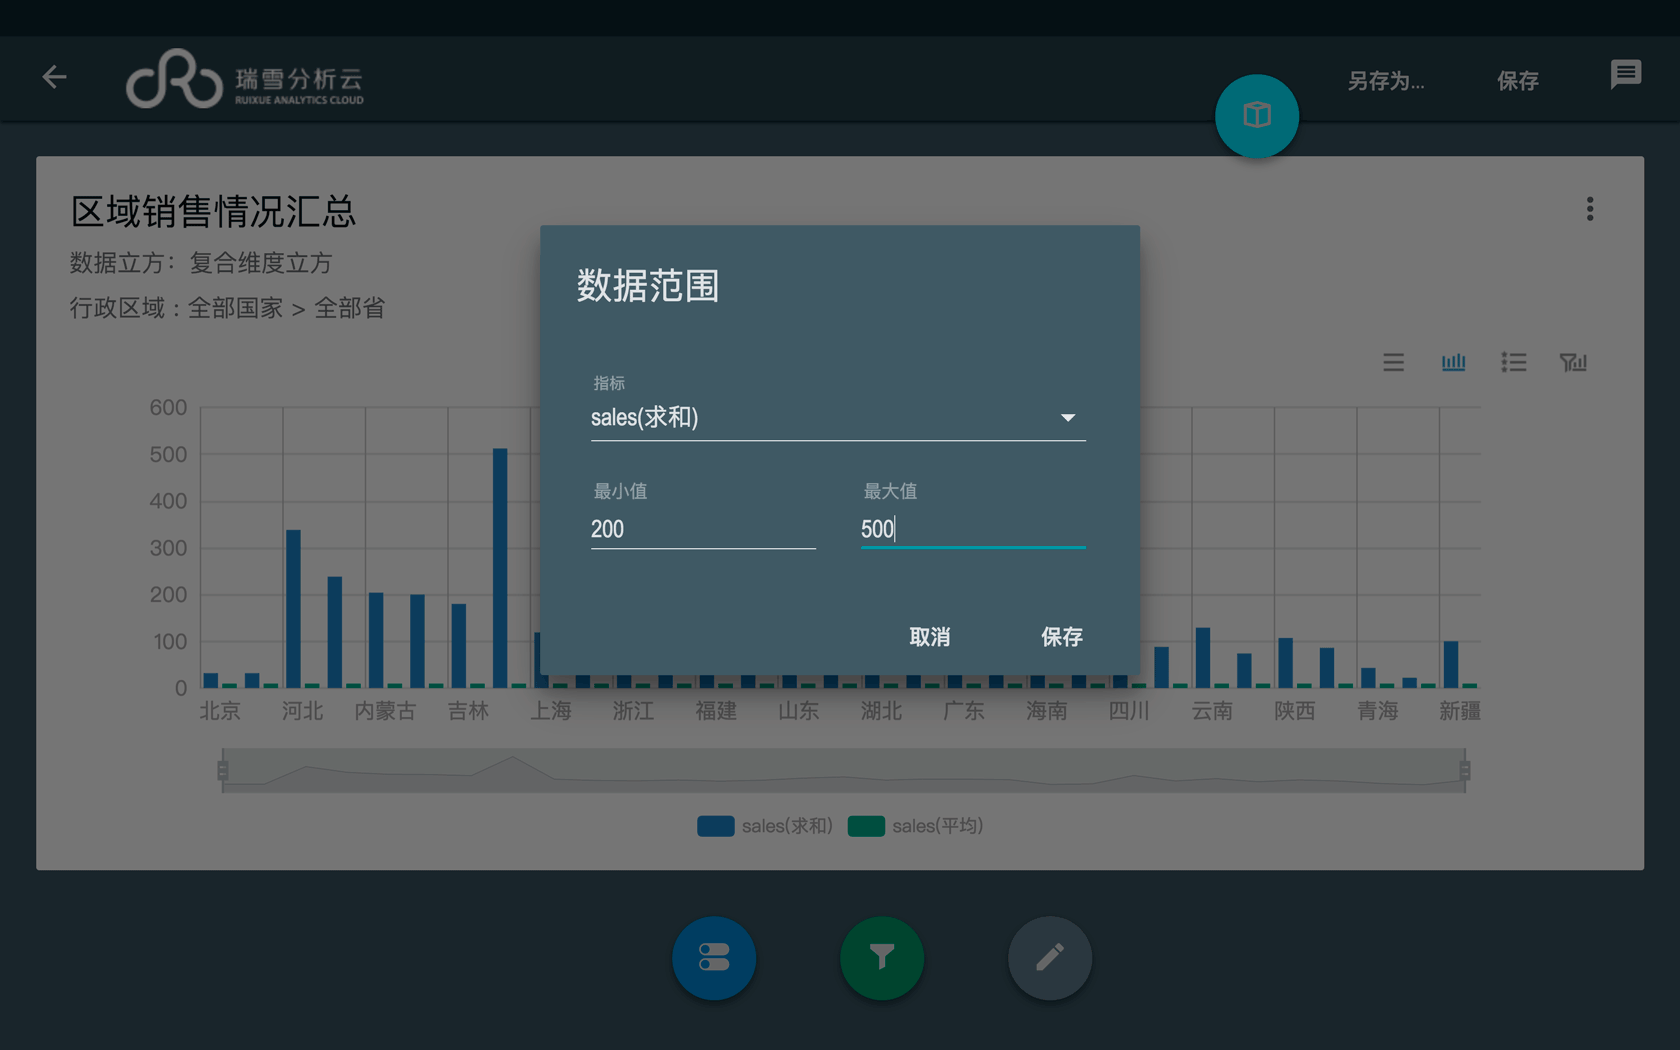 瑞雪分析云
RUIXUE ANALYTICS CLOUD
另存为...
保存
区域销售情况汇总
数据立方：复合维度立方
行政区域：全部国家 > 全部省
数据范围
指标
sales(求和)
最小值
最大值
200
500
取消
保存
600
500
400
300
200
100
0
北京 河北 内蒙古 吉林 上海 浙江 福建 山东 湖北 广东 海南 四川 云南 陕西 青海 新疆
sales(求和) sales(平均)